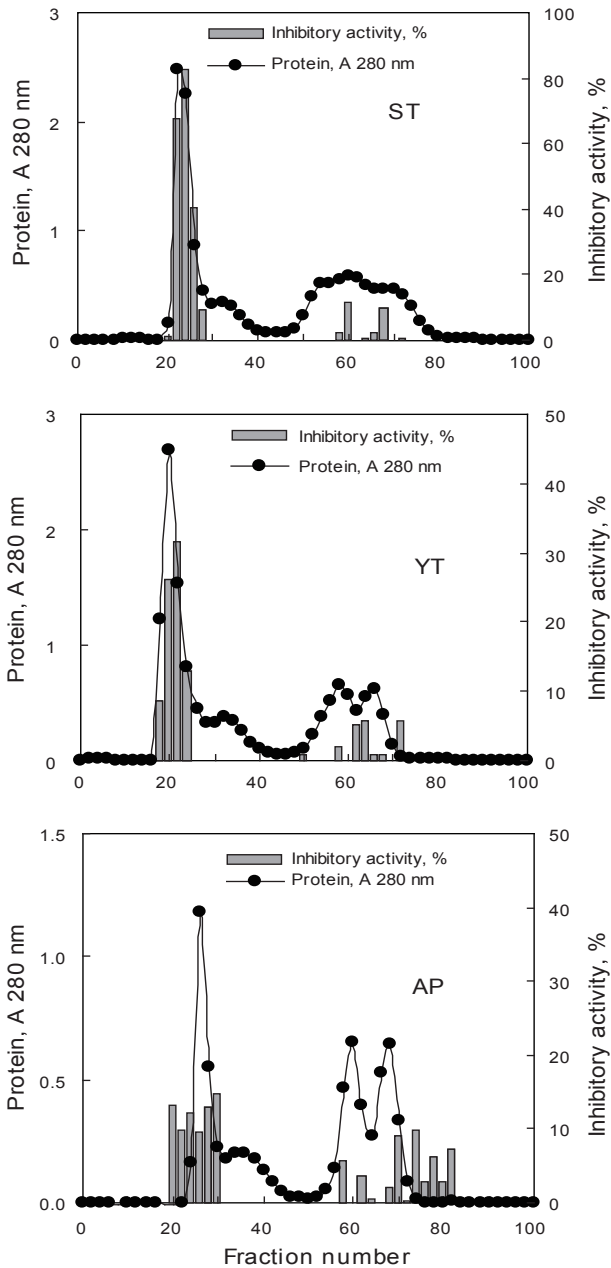 3
2
1
0
Protein, A 280 nm
Inhibitory activity, %
Protein, A 280 nm
ST
100
80
60
40
20
0
Inhibitory activity, %
0 20 40 60 80 100
3
2
1
0
Protein, A 280 nm
Inhibitory activity, %
Protein, A 280 nm
YT
50
40
30
20
10
0
Inhibitory activity, %
0 20 40 60 80 100
1.5
1.0
0.5
0.0
Protein, A 280 nm
Inhibitory activity, %
Protein, A 280 nm
AP
50
40
30
20
10
0
Inhibitory activity, %
0 20 40 60 80 100
Fraction number